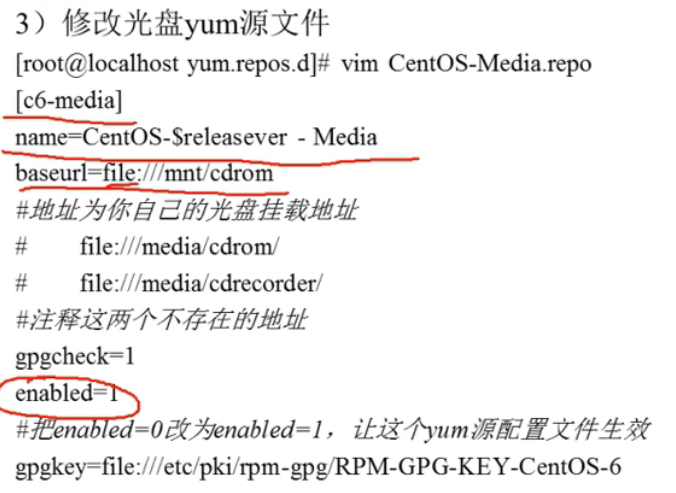 3）修改光盘yum源文件
[root@localhost yum.repos.d]# vim CentOS-Media.repo
[c6-media]
name=CentOS-$releasever - Media
baseurl=file:///mnt/cdrom
#地址为你自己的光盘挂载地址
#       file:///media/cdrom/
#       file:///media/cdrecorder/
#注释这两个不存在的地址
gpgcheck=1
enabled=1
#把enabled=0改为enabled=1，让这个yum源配置文件生效
gpgkey=file:///etc/pki/rpm-gpg/RPM-GPG-KEY-CentOS-6